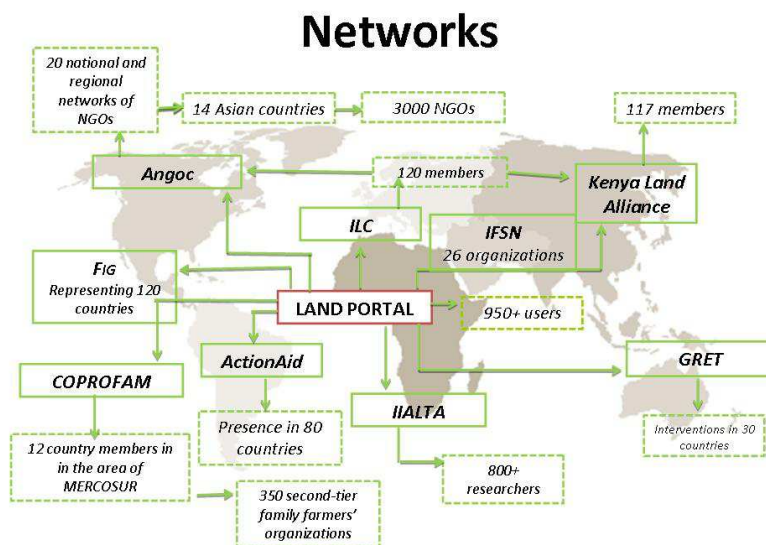 Networks
20 national and
regional
networks of
NGOs
14 Asian countries
3000 NGOs
117 members
Angoc
120 members
Kenya Land
Alliance
ILC
IFSN
26 organizations
FIG
Representing 120
countries
LAND PORTAL
950+ users
COPROFAM
ActionAid
GRET
IIALTA
Presence in 80
countries
Interventions in 30
countries
12 country members in
in the area of
MERCOSUR
800+
researchers
350 second-tier
family farmers'
organizations